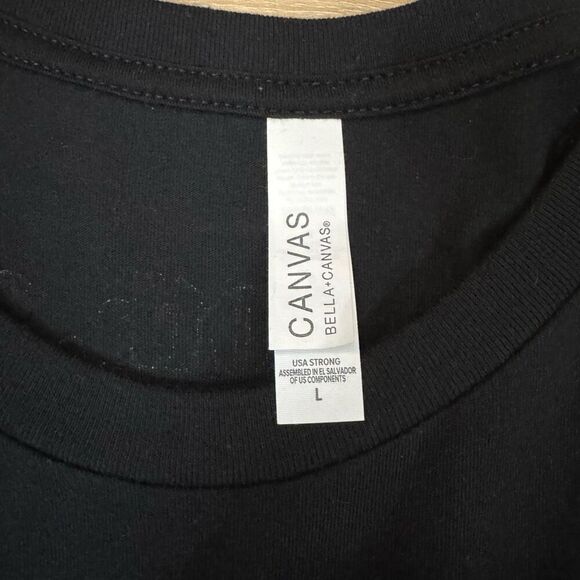 CANVAS
BELLA+CANVAS®
USA STRONG
ASSEMBLED IN EL SALVADOR
OF US COMPONENTS
L